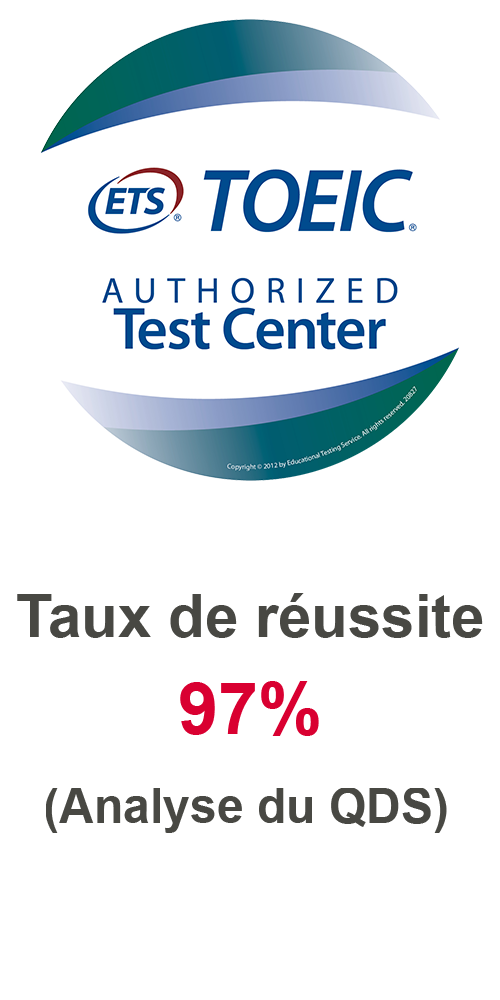 ETS® TOEIC®
AUTHORIZED
Test Center
Copyright © 2012 by Educational Testing Service. All rights reserved. 20827
Taux de réussite
97%
(Analyse du QDS)